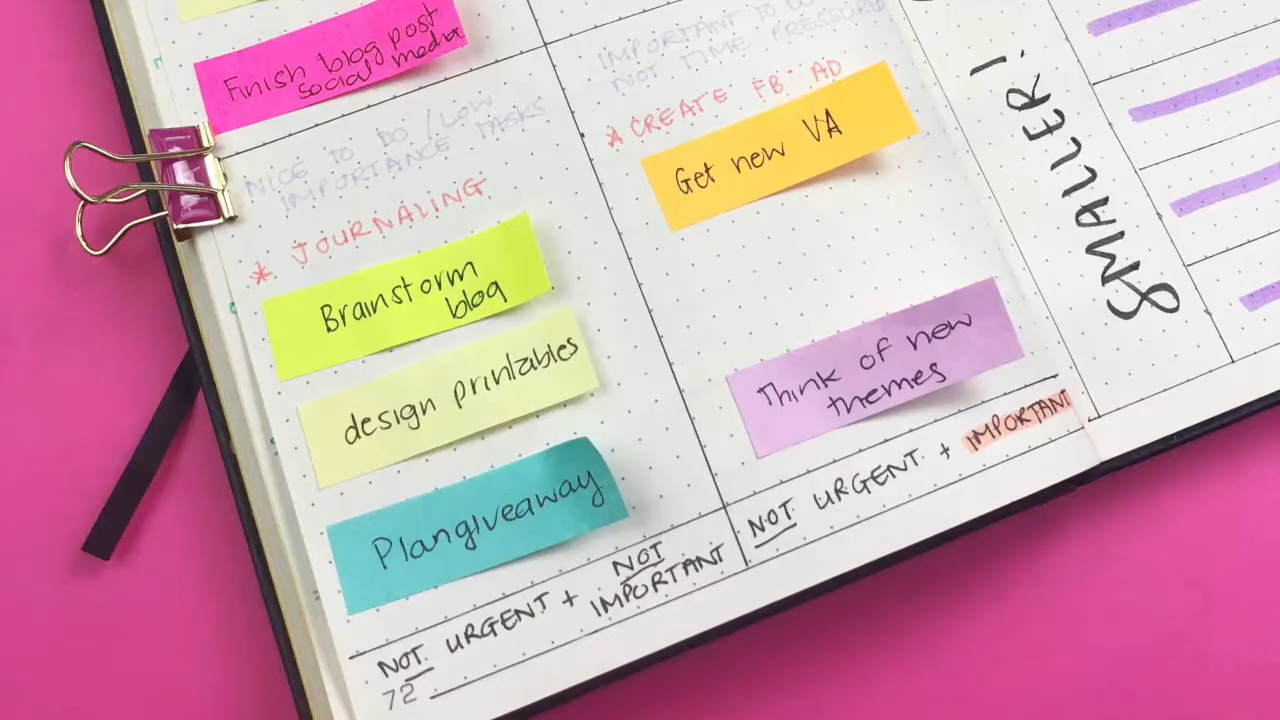 Finish blog post
social media
NICE TO DO / LOW
IMPORTANCE TASKS
* JOURNALING
Brainstorm
blog
design printables
Plan giveaway
NOT URGENT + NOT
IMPORTANT
72
IMPORTANT TO DO
NOT TIME PRESSURED
* CREATE FB AD
Get new VA
Think of new
themes
NOT URGENT + IMPORTANT
SMALLER!